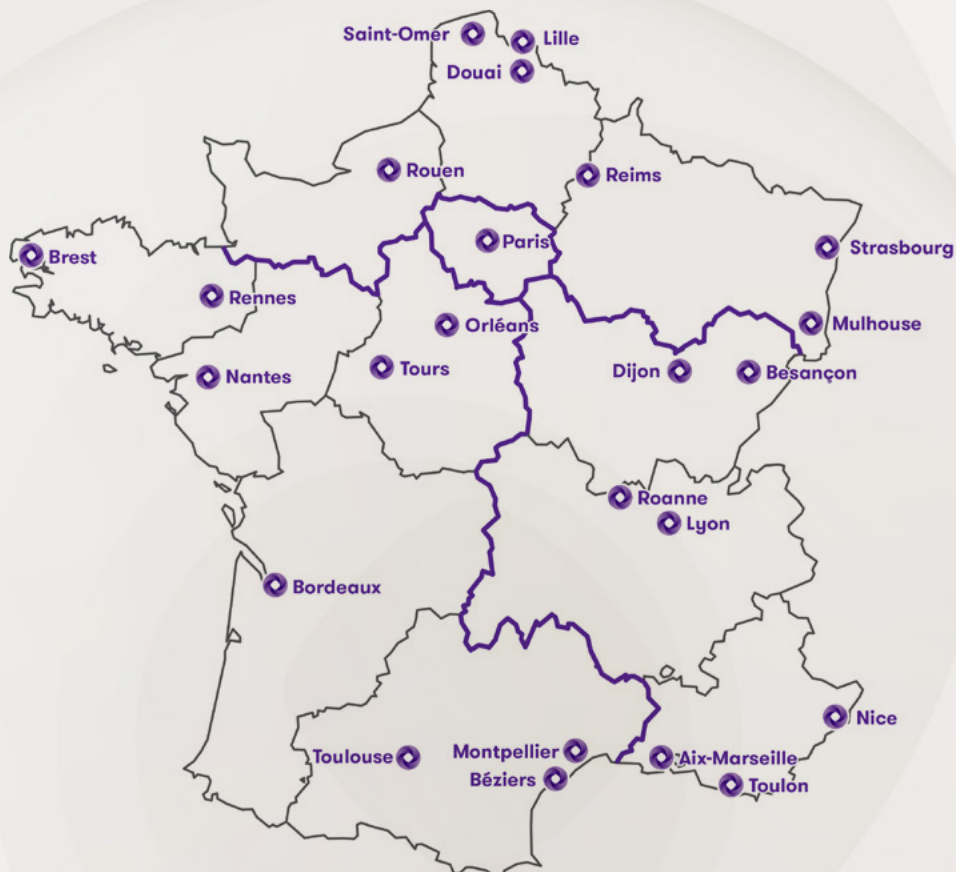 Saint-Omer
Lille
Douai
Rouen
Reims
Paris
Strasbourg
Brest
Rennes
Orléans
Mulhouse
Nantes
Tours
Dijon
Besançon
Roanne
Lyon
Bordeaux
Nice
Toulouse
Montpellier
Aix-Marseille
Béziers
Toulon